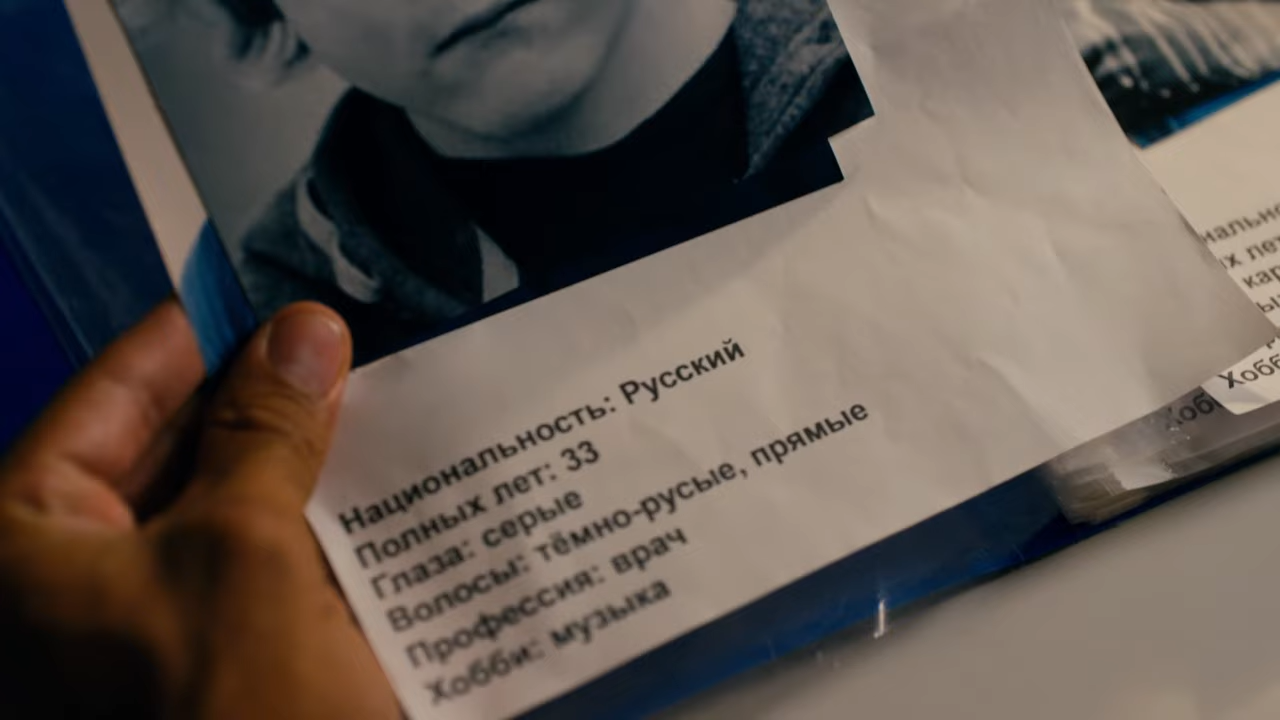 Национальность: Русский
Полных лет: 33
Глаза: серые
Волосы: тёмно-русые, прямые
Профессия: врач
Хобби: музыка